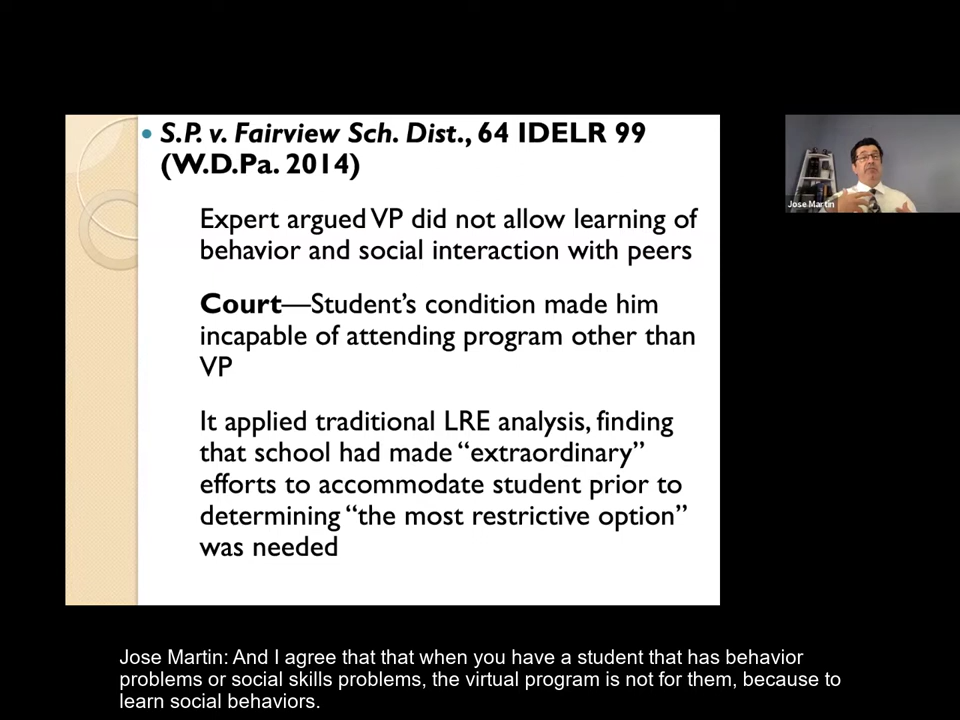 S.P. v. Fairview Sch. Dist., 64 IDELR 99
(W.D.Pa. 2014)
Expert argued VP did not allow learning of
behavior and social interaction with peers
Court—Student’s condition made him
incapable of attending program other than
VP
It applied traditional LRE analysis, finding
that school had made “extraordinary”
efforts to accommodate student prior to
determining “the most restrictive option”
was needed
Jose Martin
Jose Martin: And I agree that that when you have a student that has behavior
problems or social skills problems, the virtual program is not for them, because to
learn social behaviors.